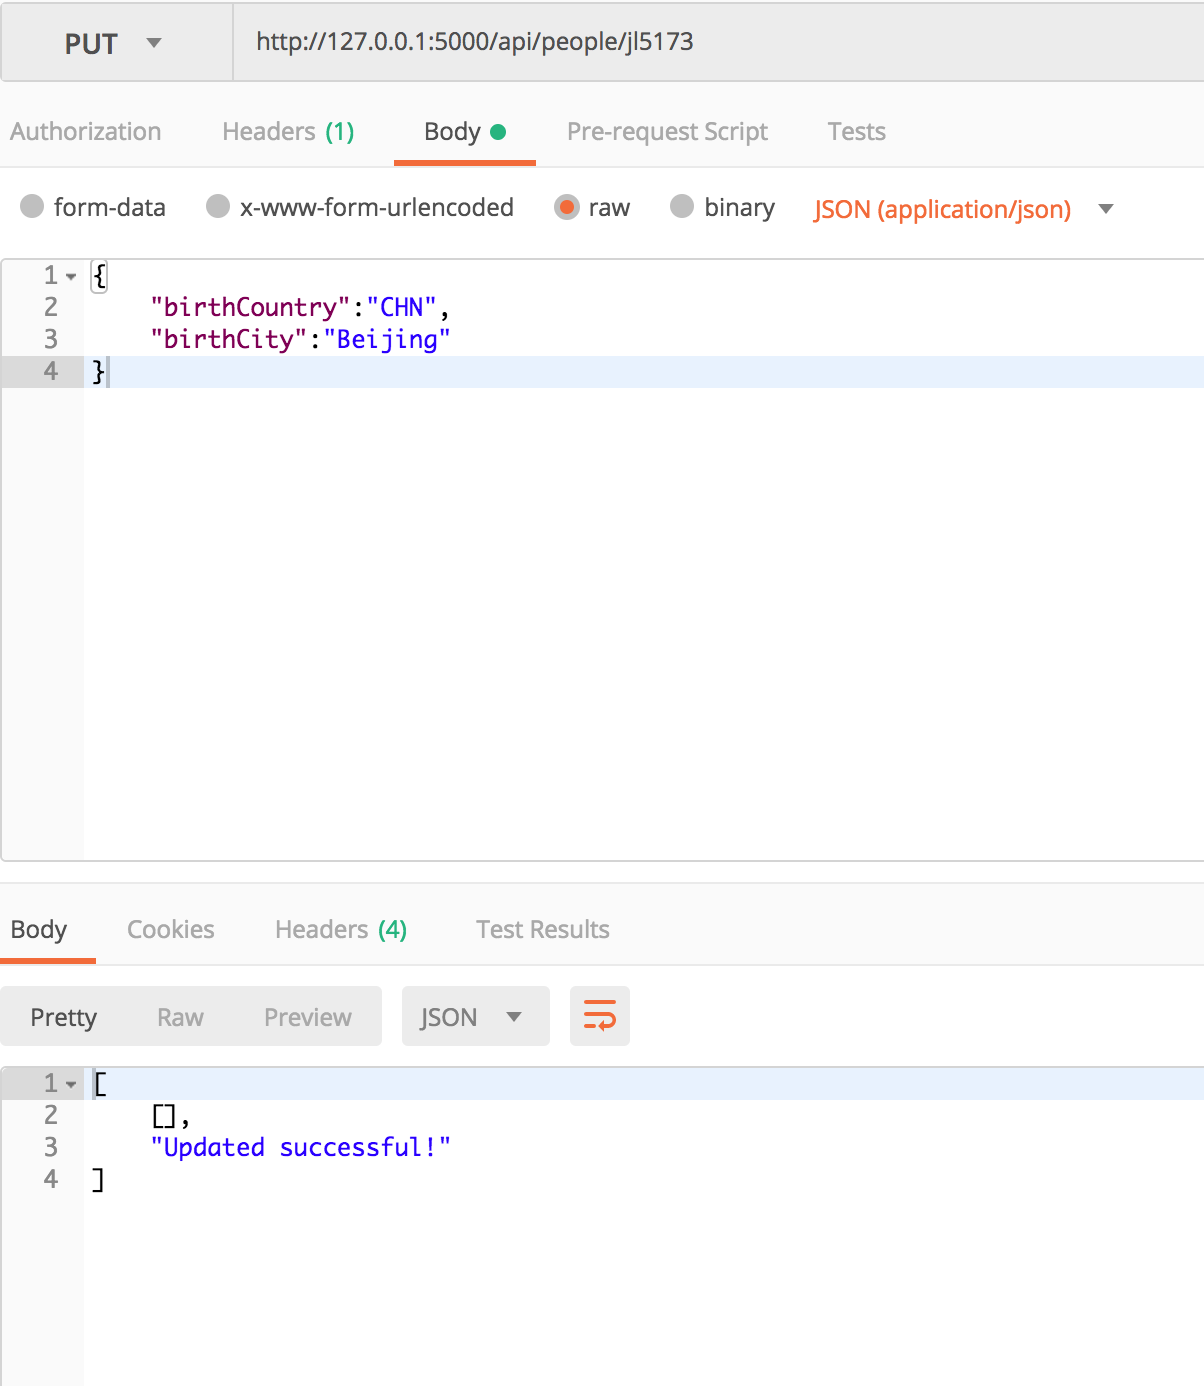 PUT http://127.0.0.1:5000/api/people/jl5173
Authorization Headers (1) Body Pre-request Script Tests
form-data x-www-form-urlencoded raw binary JSON (application/json)
1 {
2 "birthCountry":"CHN",
3 "birthCity":"Beijing"
4 }
Body Cookies Headers (4) Test Results
Pretty Raw Preview JSON
1 [
2 [],
3 "Updated successful!"
4 ]